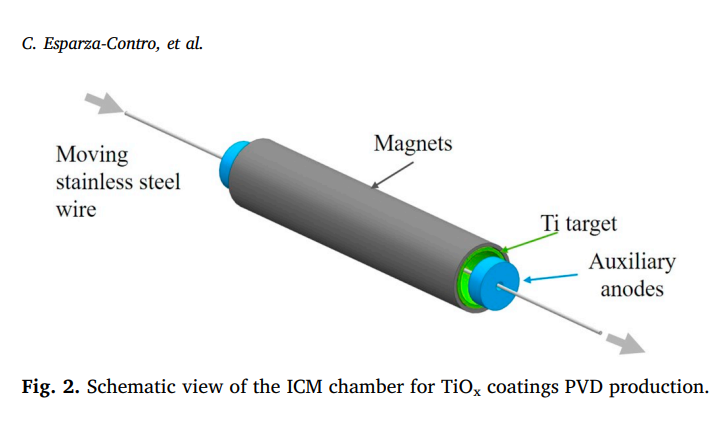 C. Esparza-Contro, et al.
Magnets
Moving
stainless steel
wire
Ti target
Auxiliary
anodes
Fig. 2. Schematic view of the ICM chamber for TiOx coatings PVD production.